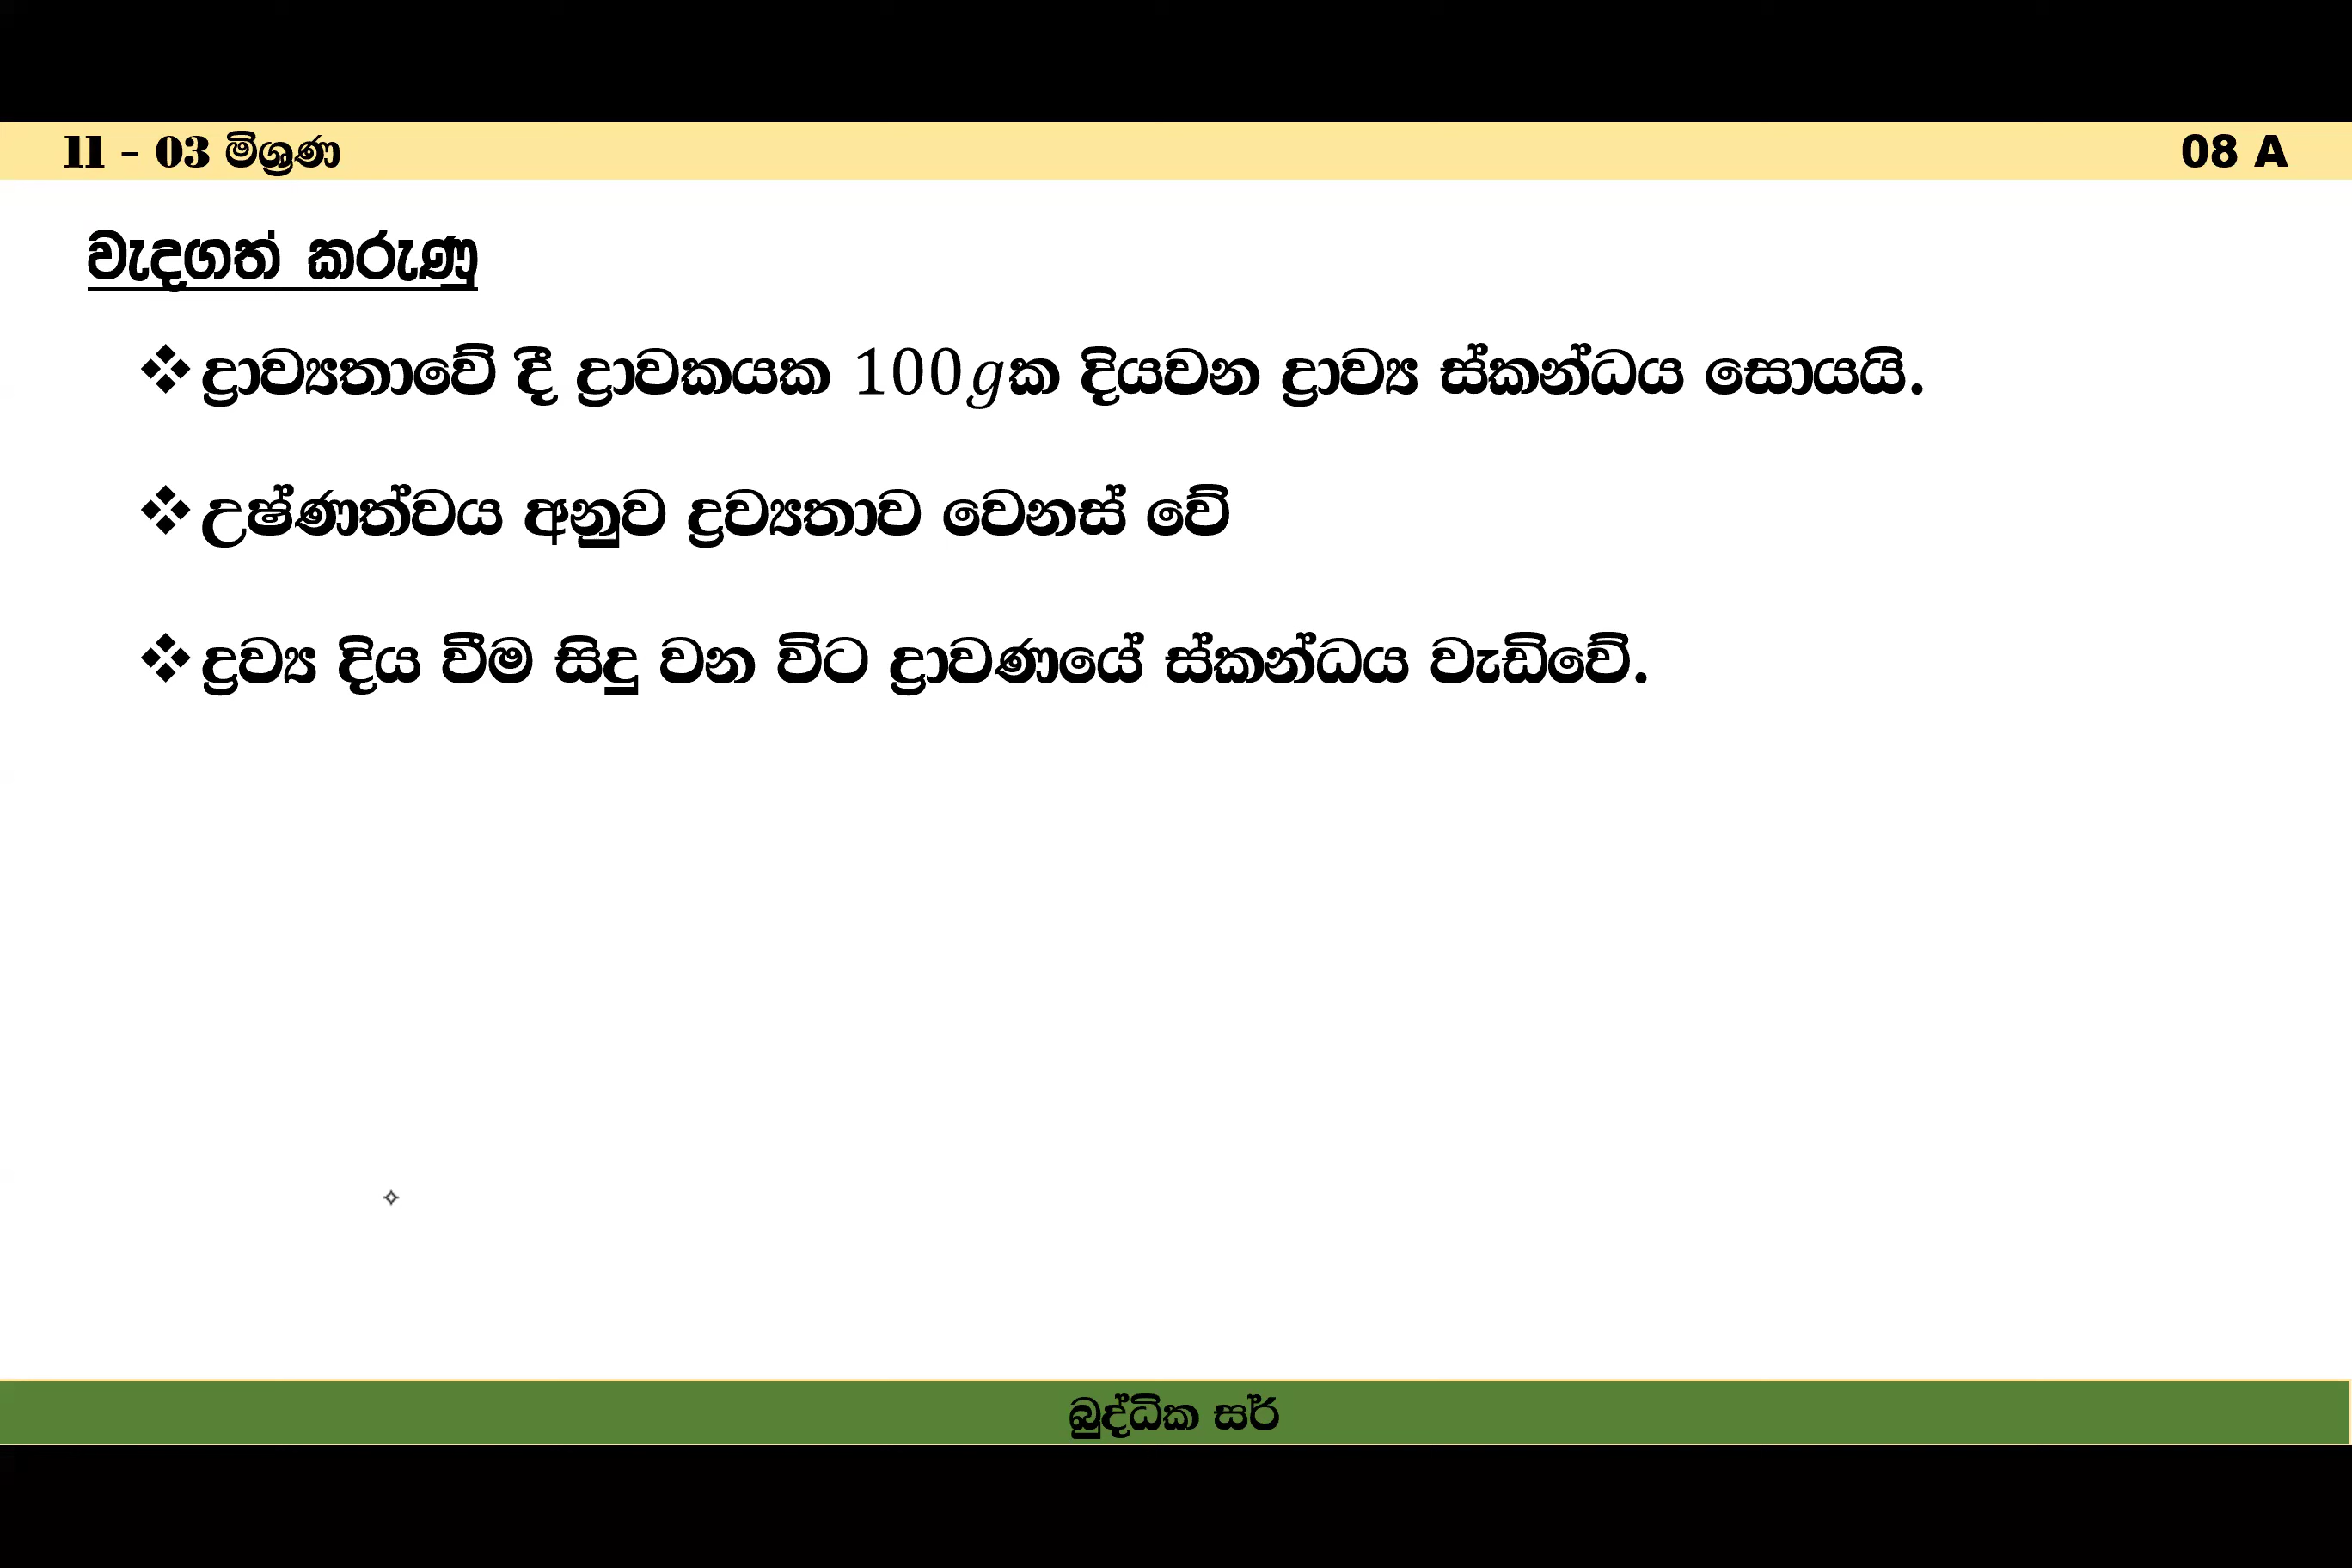 11 - 03 මිශ්‍රණ
08 A
වැදගත් කරුණු
❖ ද්‍රාව්‍යතාවේ දී ද්‍රාවකයක 100gක දියවන ද්‍රාව්‍ය ස්කන්ධය සොයයි.
❖ උෂ්ණත්වය අනුව ද්‍රව්‍යතාව වෙනස් වේ
❖ ද්‍රව්‍ය දිය වීම සිදු වන විට ද්‍රාවණයේ ස්කන්ධය වැඩිවේ.
බුද්ධික සර්